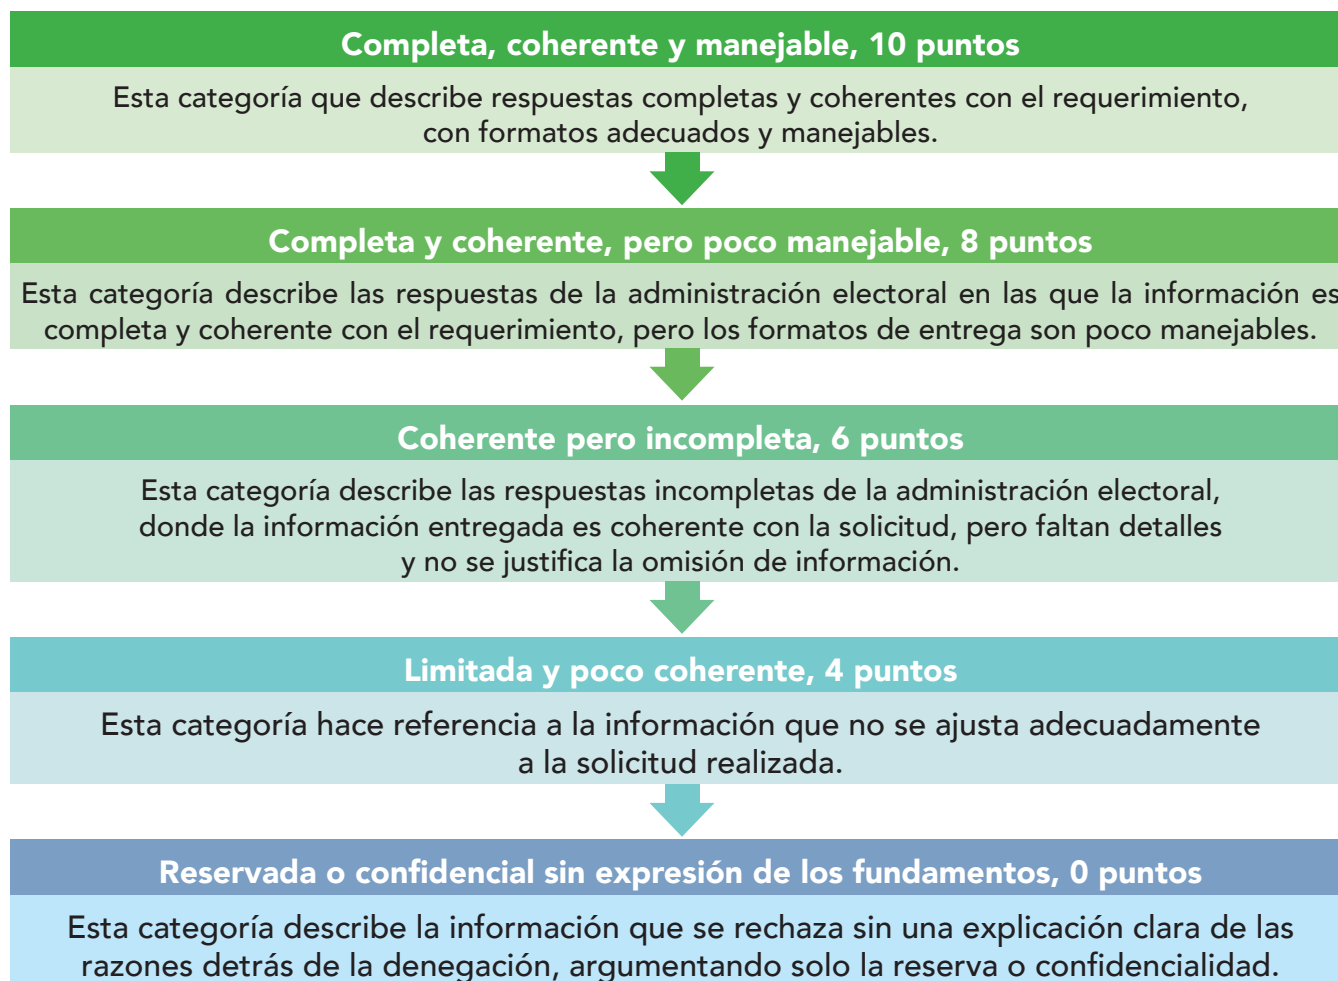 Completa, coherente y manejable, 10 puntos
Esta categoría que describe respuestas completas y coherentes con el requerimiento,
con formatos adecuados y manejables.
Completa y coherente, pero poco manejable, 8 puntos
Esta categoría describe las respuestas de la administración electoral en las que la información es
completa y coherente con el requerimiento, pero los formatos de entrega son poco manejables.
Coherente pero incompleta, 6 puntos
Esta categoría describe las respuestas incompletas de la administración electoral,
donde la información entregada es coherente con la solicitud, pero faltan detalles
y no se justifica la omisión de información.
Limitada y poco coherente, 4 puntos
Esta categoría hace referencia a la información que no se ajusta adecuadamente
a la solicitud realizada.
Reservada o confidencial sin expresión de los fundamentos, 0 puntos
Esta categoría describe la información que se rechaza sin una explicación clara de las
razones detrás de la denegación, argumentando solo la reserva o confidencialidad.